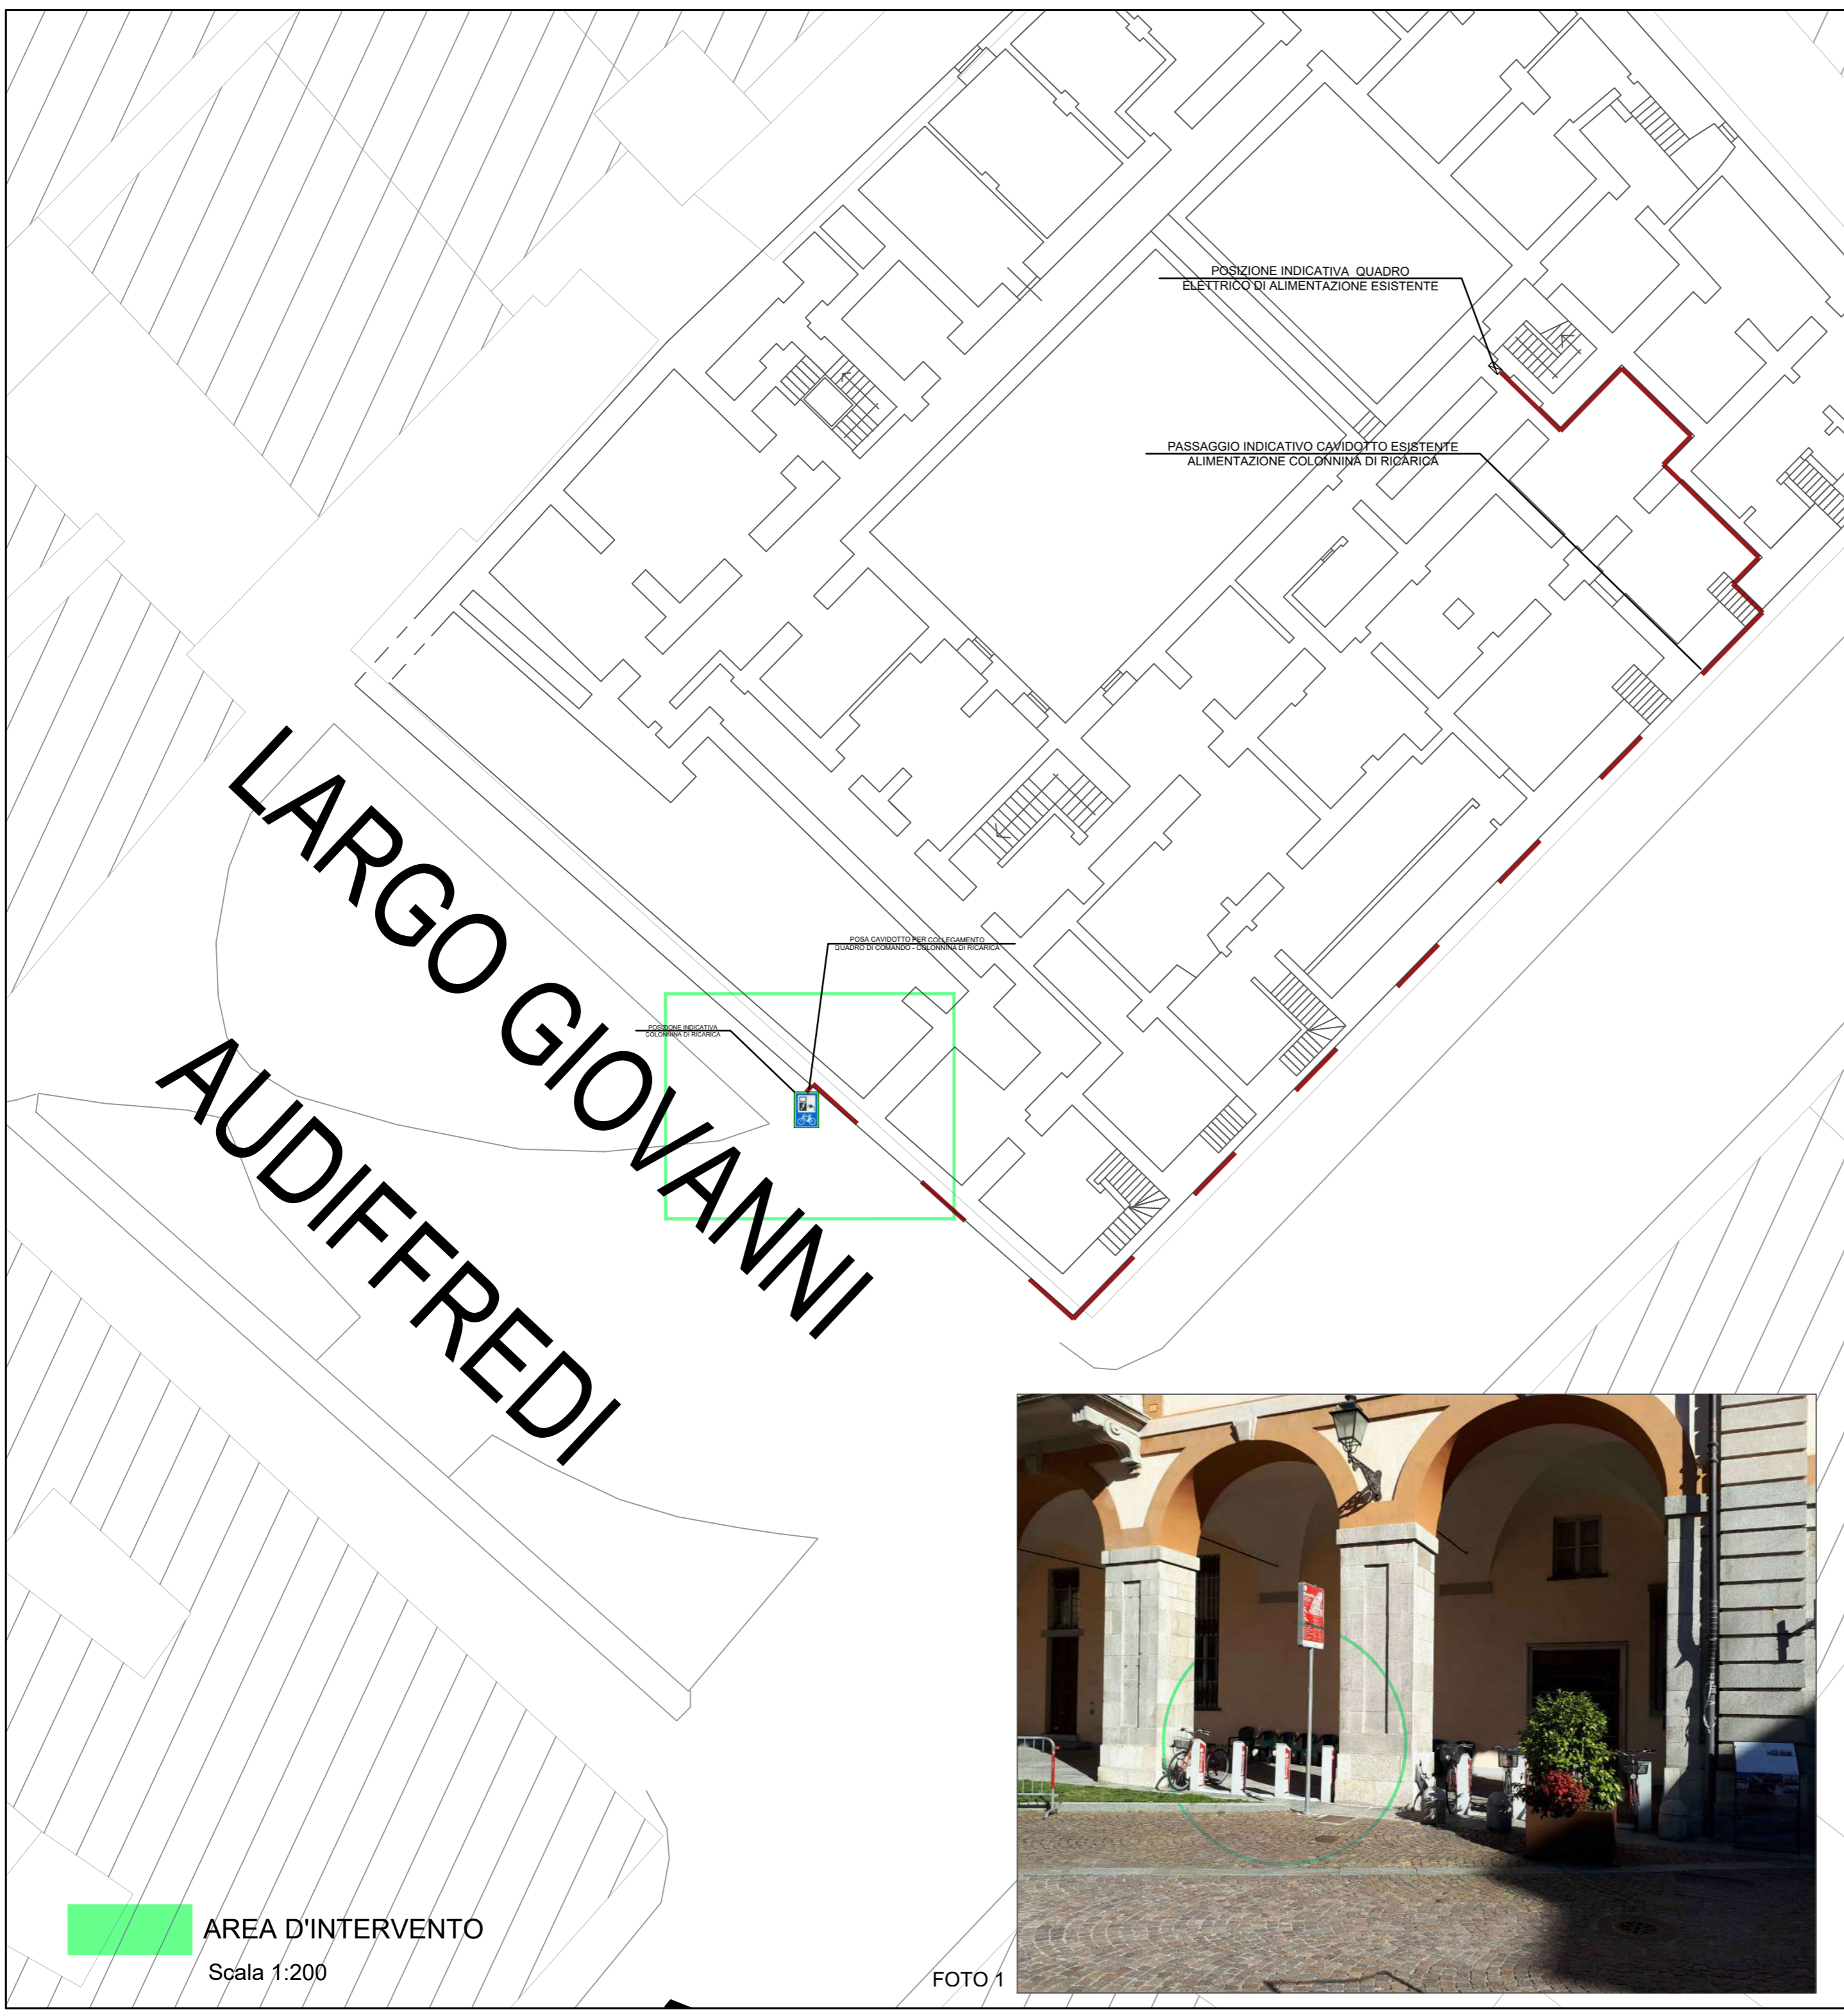 POSIZIONE INDICATIVA QUADRO
ELETTRICO DI ALIMENTAZIONE ESISTENTE
PASSAGGIO INDICATIVO CAVIDOTTO ESISTENTE
ALIMENTAZIONE COLONNINA DI RICARICA
LARGO GIOVANNI
AUDIFFREDI
POSA CAVIDOTTO PER COLLEGAMENTO
QUADRO DI COMANDO - COLONNINA DI RICARICA
POSIZIONE INDICATIVA
COLONNINA DI RICARICA
AREA D'INTERVENTO
Scala 1:200
FOTO 1